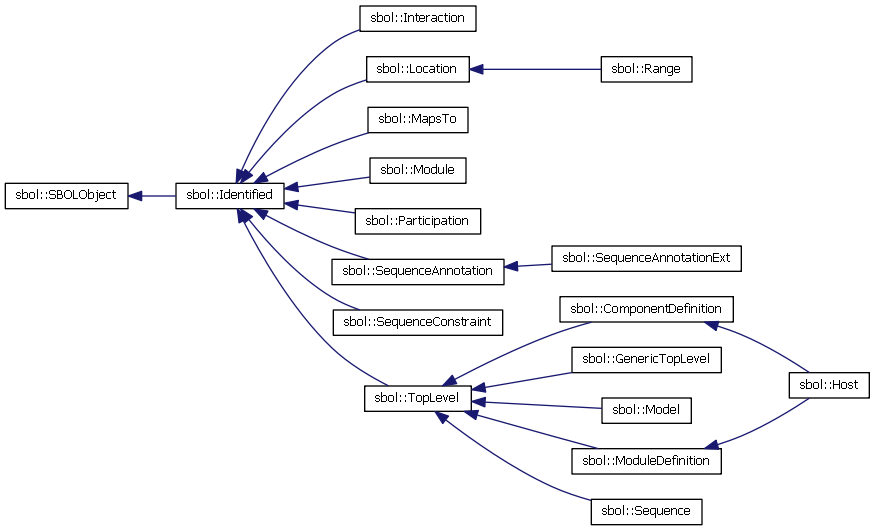 sbol::Interaction
sbol::Location
sbol::Range
sbol::MapsTo
sbol::Module
sbol::SBOLObject
sbol::Identified
sbol::Participation
sbol::SequenceAnnotation
sbol::SequenceAnnotationExt
sbol::ComponentDefinition
sbol::SequenceConstraint
sbol::GenericTopLevel
sbol::Host
sbol::TopLevel
sbol::Model
sbol::ModuleDefinition
sbol::Sequence